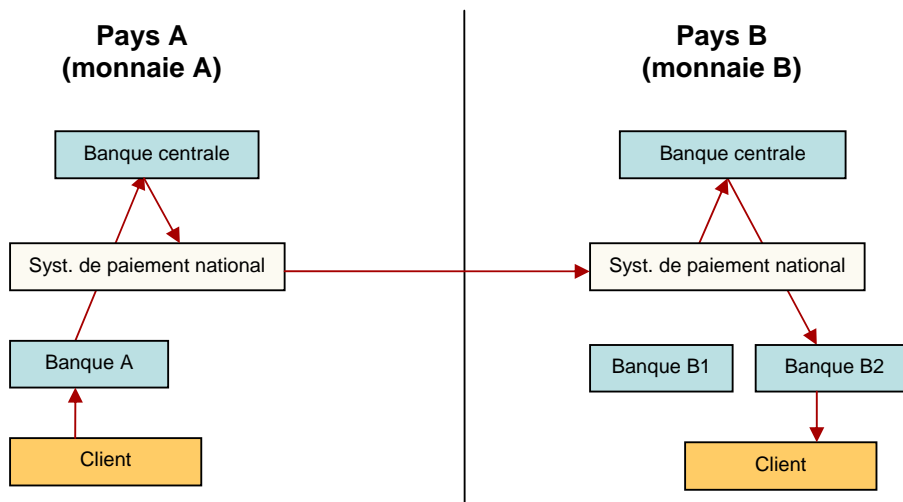 Pays A
(monnaie A)
Pays B
(monnaie B)
Banque centrale
Banque centrale
Syst. de paiement national
Syst. de paiement national
Banque A
Banque B1
Banque B2
Client
Client